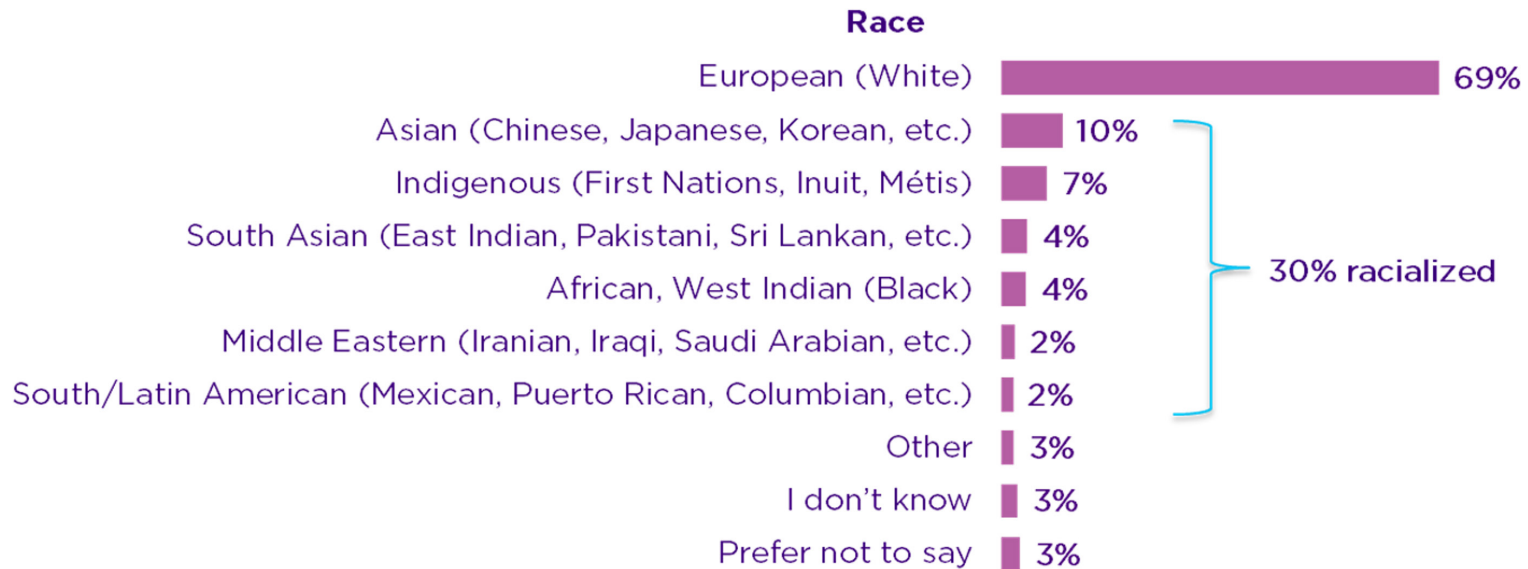 Race
European (White) 69%
Asian (Chinese, Japanese, Korean, etc.) 10%
Indigenous (First Nations, Inuit, Métis) 7%
South Asian (East Indian, Pakistani, Sri Lankan, etc.) 4%
30% racialized
African, West Indian (Black) 4%
Middle Eastern (Iranian, Iraqi, Saudi Arabian, etc.) 2%
South/Latin American (Mexican, Puerto Rican, Columbian, etc.) 2%
Other 3%
I don't know 3%
Prefer not to say 3%